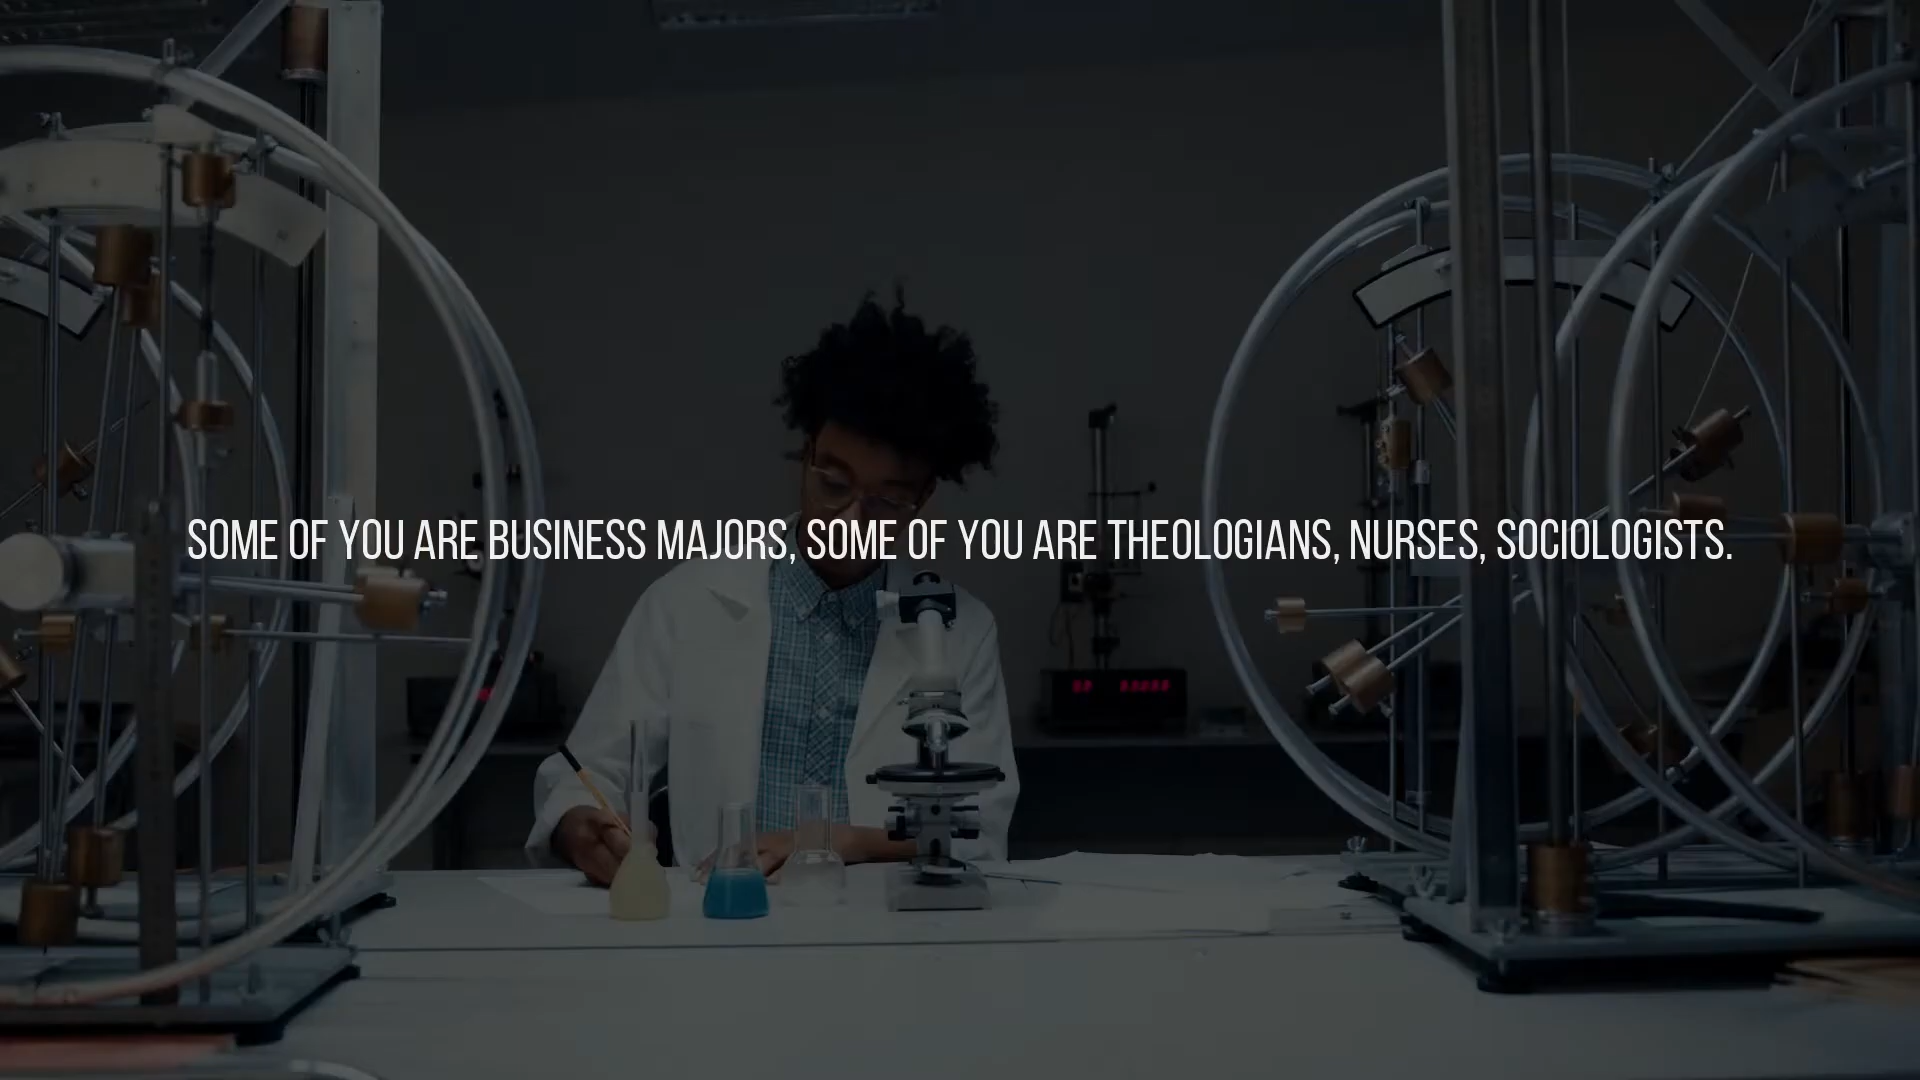 SOME OF YOU ARE BUSINESS MAJORS, SOME OF YOU ARE THEOLOGIANS, NURSES, SOCIOLOGISTS.